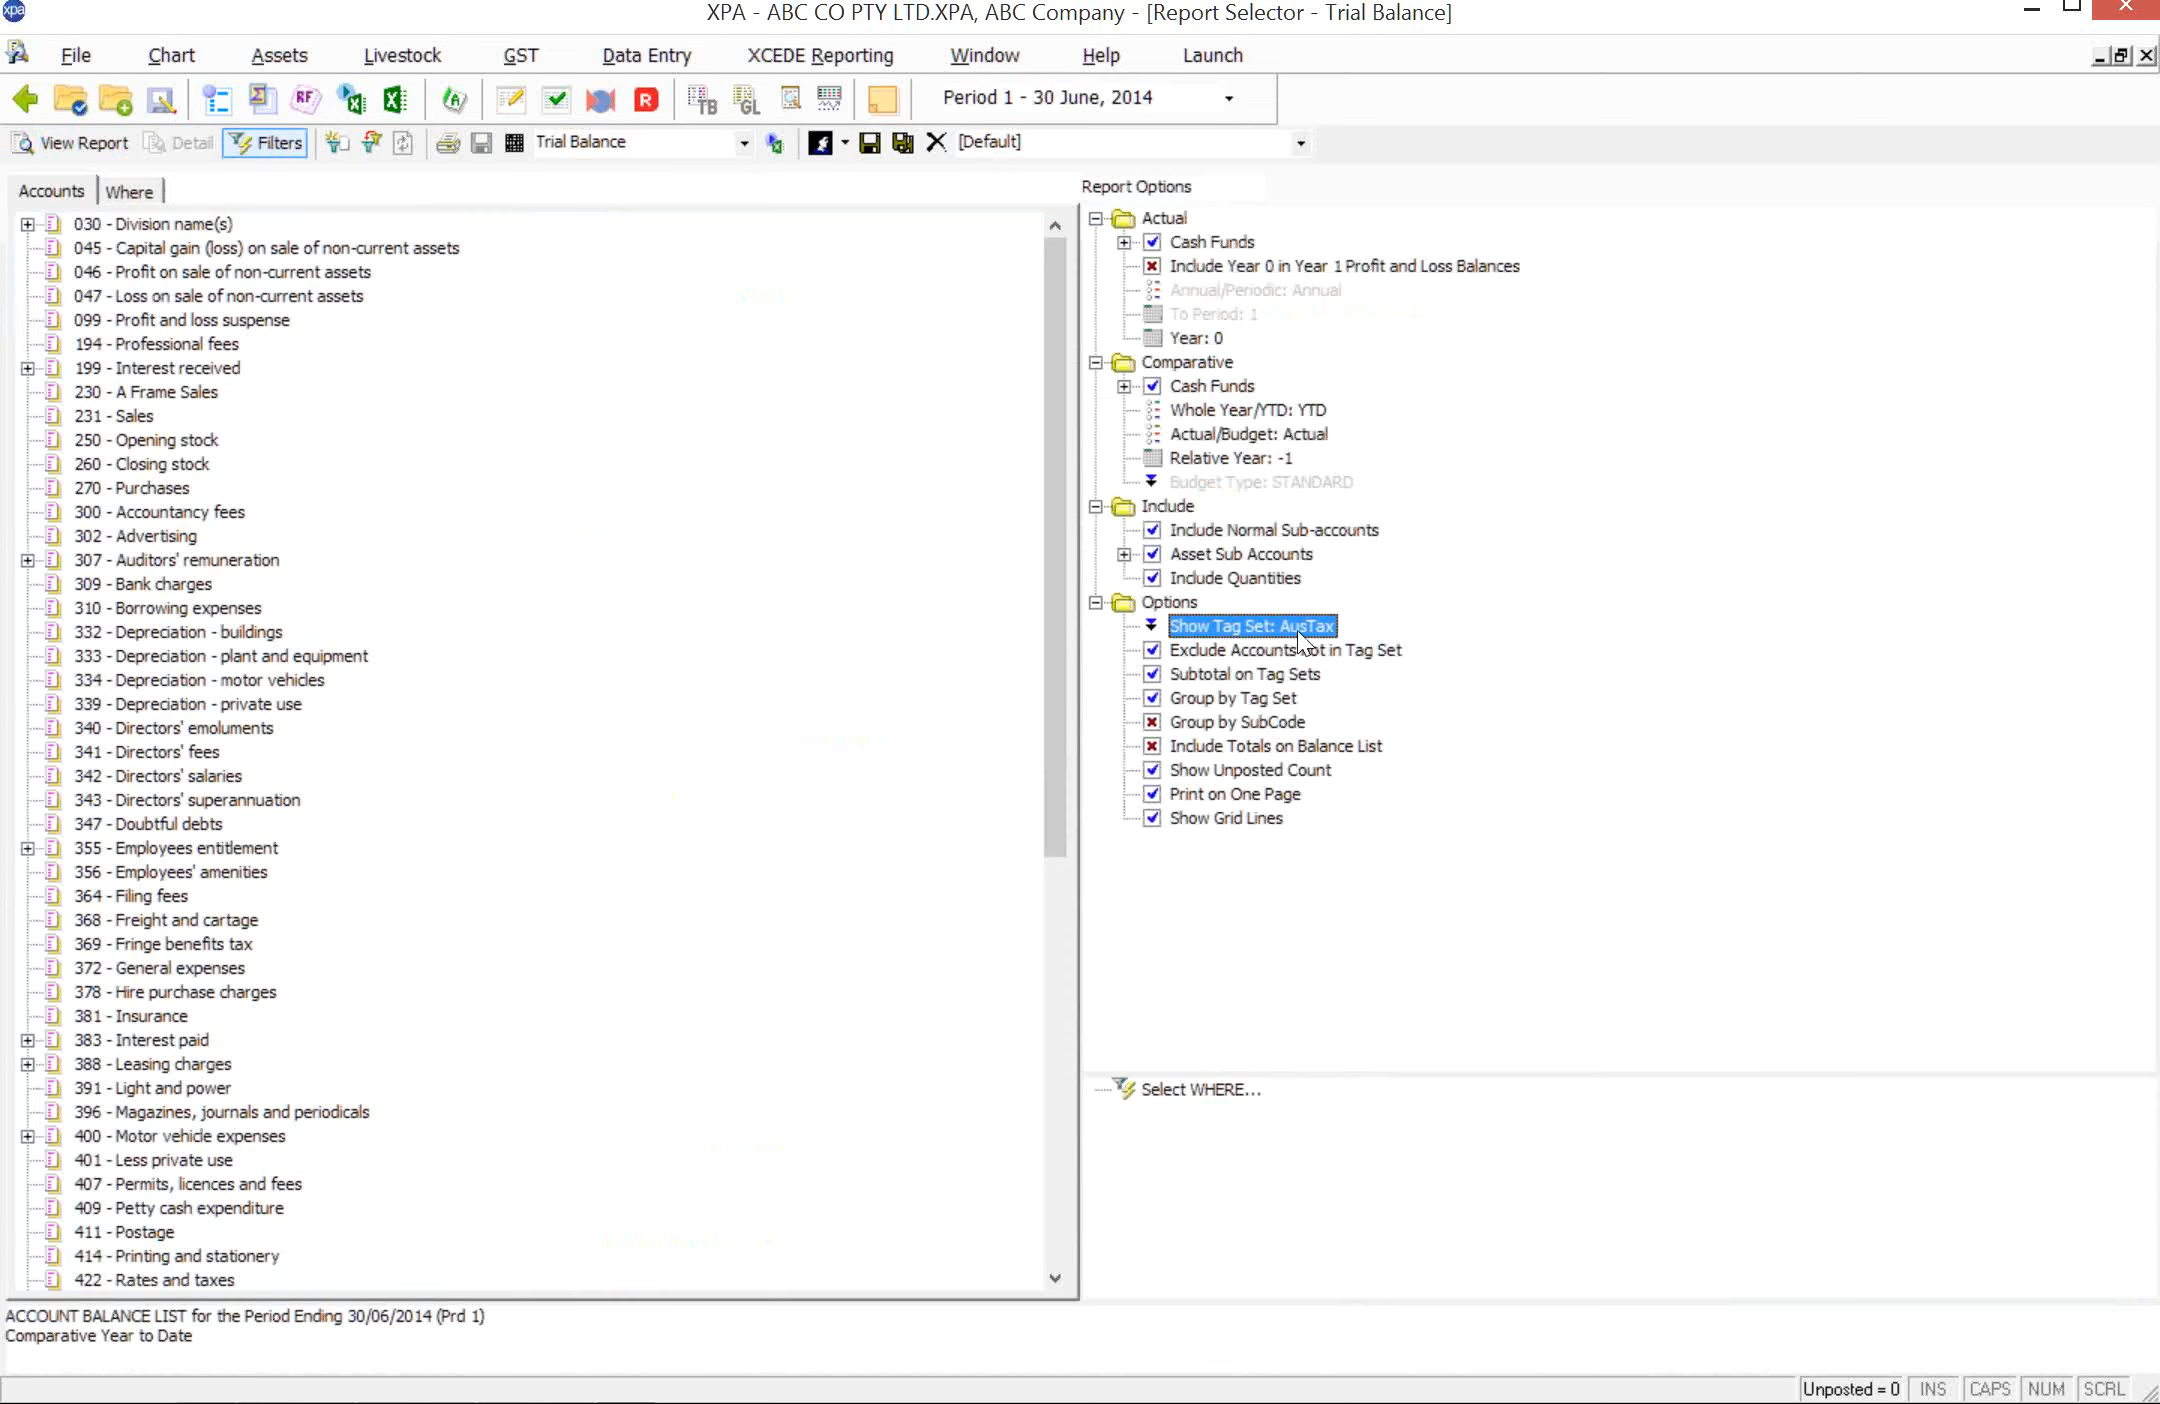 xpa XPA - ABC CO PTY LTD.XPA, ABC Company - [Report Selector - Trial Balance]
File Chart Assets Livestock GST Data Entry XCEDE Reporting Window Help Launch
RF R TB GL Period 1 - 30 June, 2014
View Report Detail Filters Trial Balance [Default]
Accounts Where
030 - Division name(s)
045 - Capital gain (loss) on sale of non-current assets
046 - Profit on sale of non-current assets
047 - Loss on sale of non-current assets
099 - Profit and loss suspense
194 - Professional fees
199 - Interest received
230 - A Frame Sales
231 - Sales
250 - Opening stock
260 - Closing stock
270 - Purchases
300 - Accountancy fees
302 - Advertising
307 - Auditors' remuneration
309 - Bank charges
310 - Borrowing expenses
332 - Depreciation - buildings
333 - Depreciation - plant and equipment
334 - Depreciation - motor vehicles
339 - Depreciation - private use
340 - Directors' emoluments
341 - Directors' fees
342 - Directors' salaries
343 - Directors' superannuation
347 - Doubtful debts
355 - Employees entitlement
356 - Employees' amenities
364 - Filing fees
368 - Freight and cartage
369 - Fringe benefits tax
372 - General expenses
378 - Hire purchase charges
381 - Insurance
383 - Interest paid
388 - Leasing charges
391 - Light and power
396 - Magazines, journals and periodicals
400 - Motor vehicle expenses
401 - Less private use
407 - Permits, licences and fees
409 - Petty cash expenditure
411 - Postage
414 - Printing and stationery
422 - Rates and taxes
Report Options
Actual
Cash Funds
Include Year 0 in Year 1 Profit and Loss Balances
Annual/Periodic: Annual
To Period: 1
Year: 0
Comparative
Cash Funds
Whole Year/YTD: YTD
Actual/Budget: Actual
Relative Year: -1
Budget Type: STANDARD
Include
Include Normal Sub-accounts
Asset Sub Accounts
Include Quantities
Options
Show Tag Set: AusTax
Exclude Accounts not in Tag Set
Subtotal on Tag Sets
Group by Tag Set
Group by SubCode
Include Totals on Balance List
Show Unposted Count
Print on One Page
Show Grid Lines
Select WHERE...
ACCOUNT BALANCE LIST for the Period Ending 30/06/2014 (Prd 1)
Comparative Year to Date
Unposted = 0 INS CAPS NUM SCRL